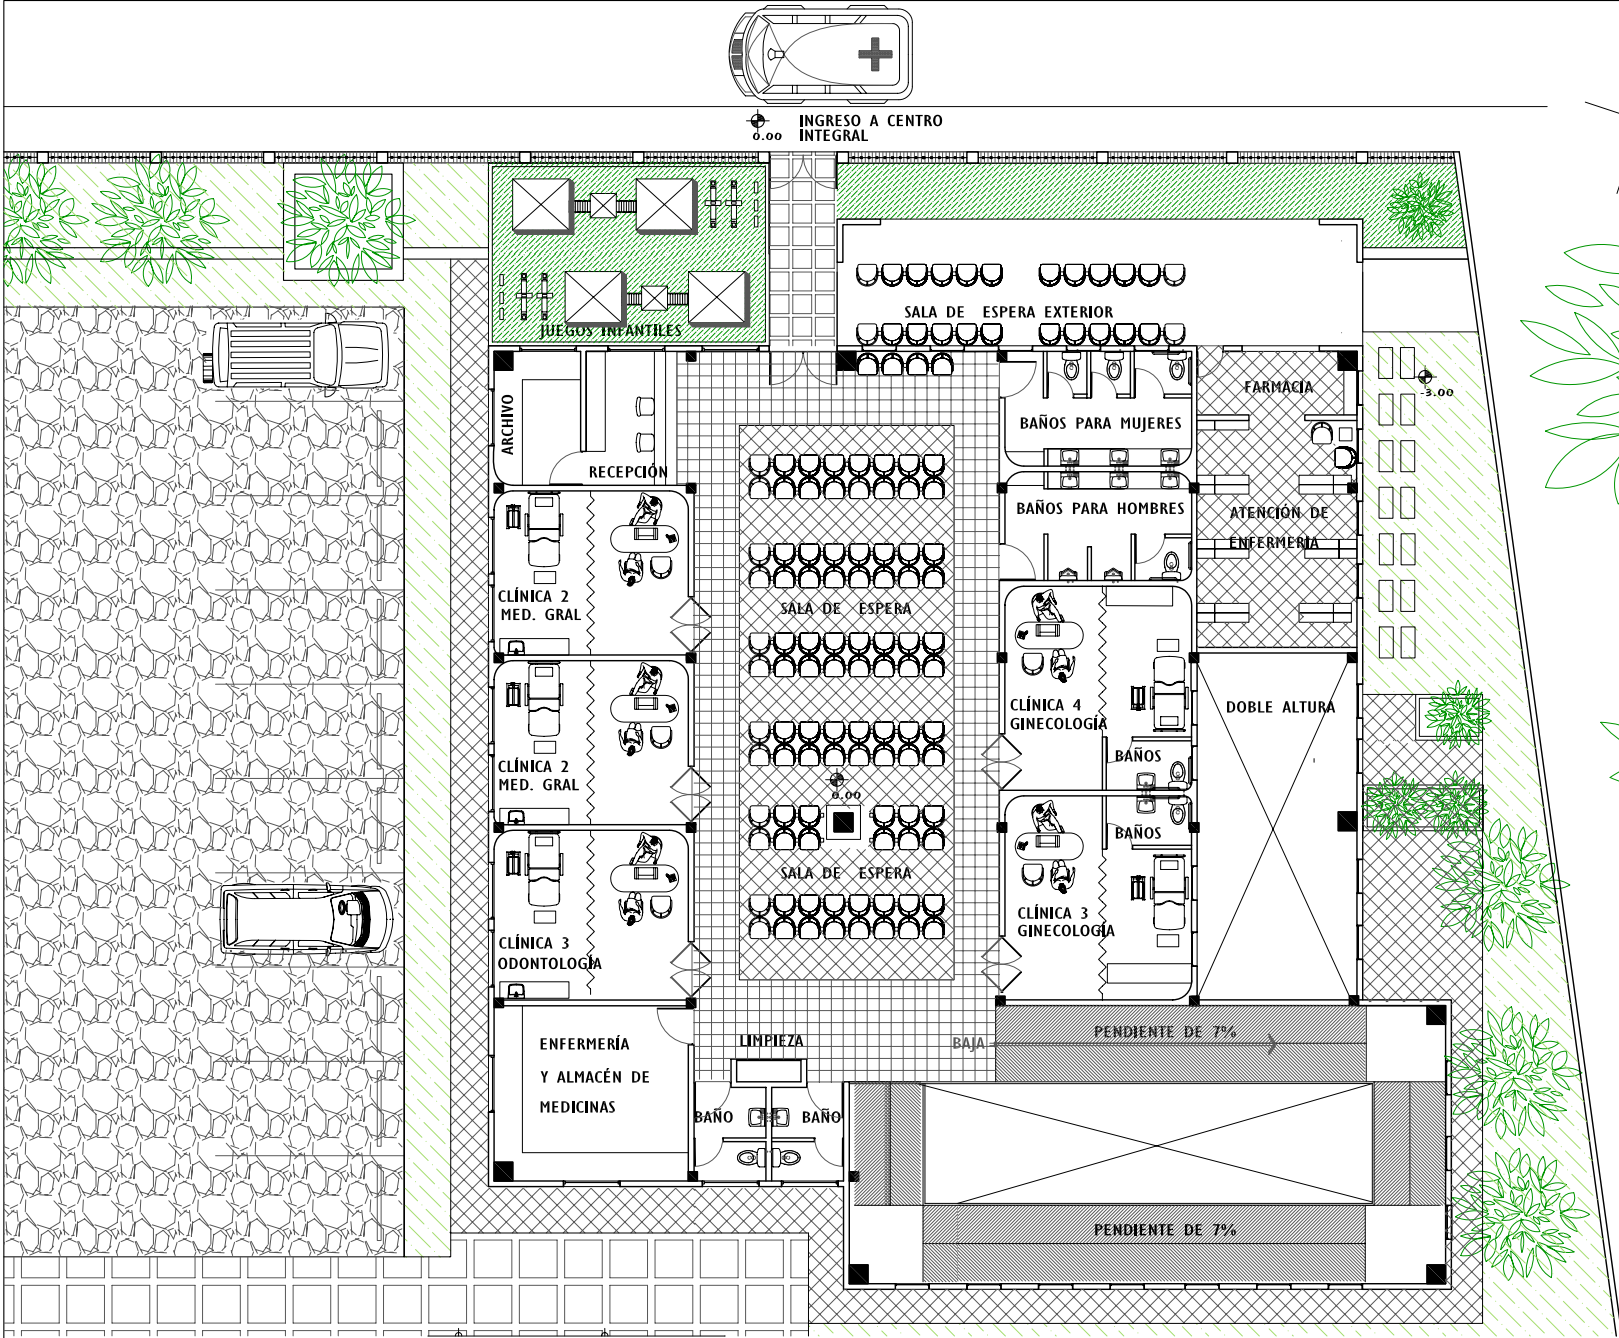 INGRESO A CENTRO
0.00 INTEGRAL
SALA DE ESPERA EXTERIOR
JUEGOS INFANTILES
FARMACIA
-3.00
ARCHIVO
BAÑOS PARA MUJERES
RECEPCIÓN
BAÑOS PARA HOMBRES
ATENCIÓN DE
ENFERMERIA
CLÍNICA 2
MED. GRAL
SALA DE ESPERA
CLÍNICA 4
GINECOLOGÍA
DOBLE ALTURA
BAÑOS
CLÍNICA 2
MED. GRAL
0.00
BAÑOS
SALA DE ESPERA
CLÍNICA 3
GINECOLOGÍA
CLÍNICA 3
ODONTOLOGÍA
PENDIENTE DE 7%
BAJA
LIMPIEZA
ENFERMERÍA
Y ALMACÉN DE
MEDICINAS
BAÑO
BAÑO
PENDIENTE DE 7%